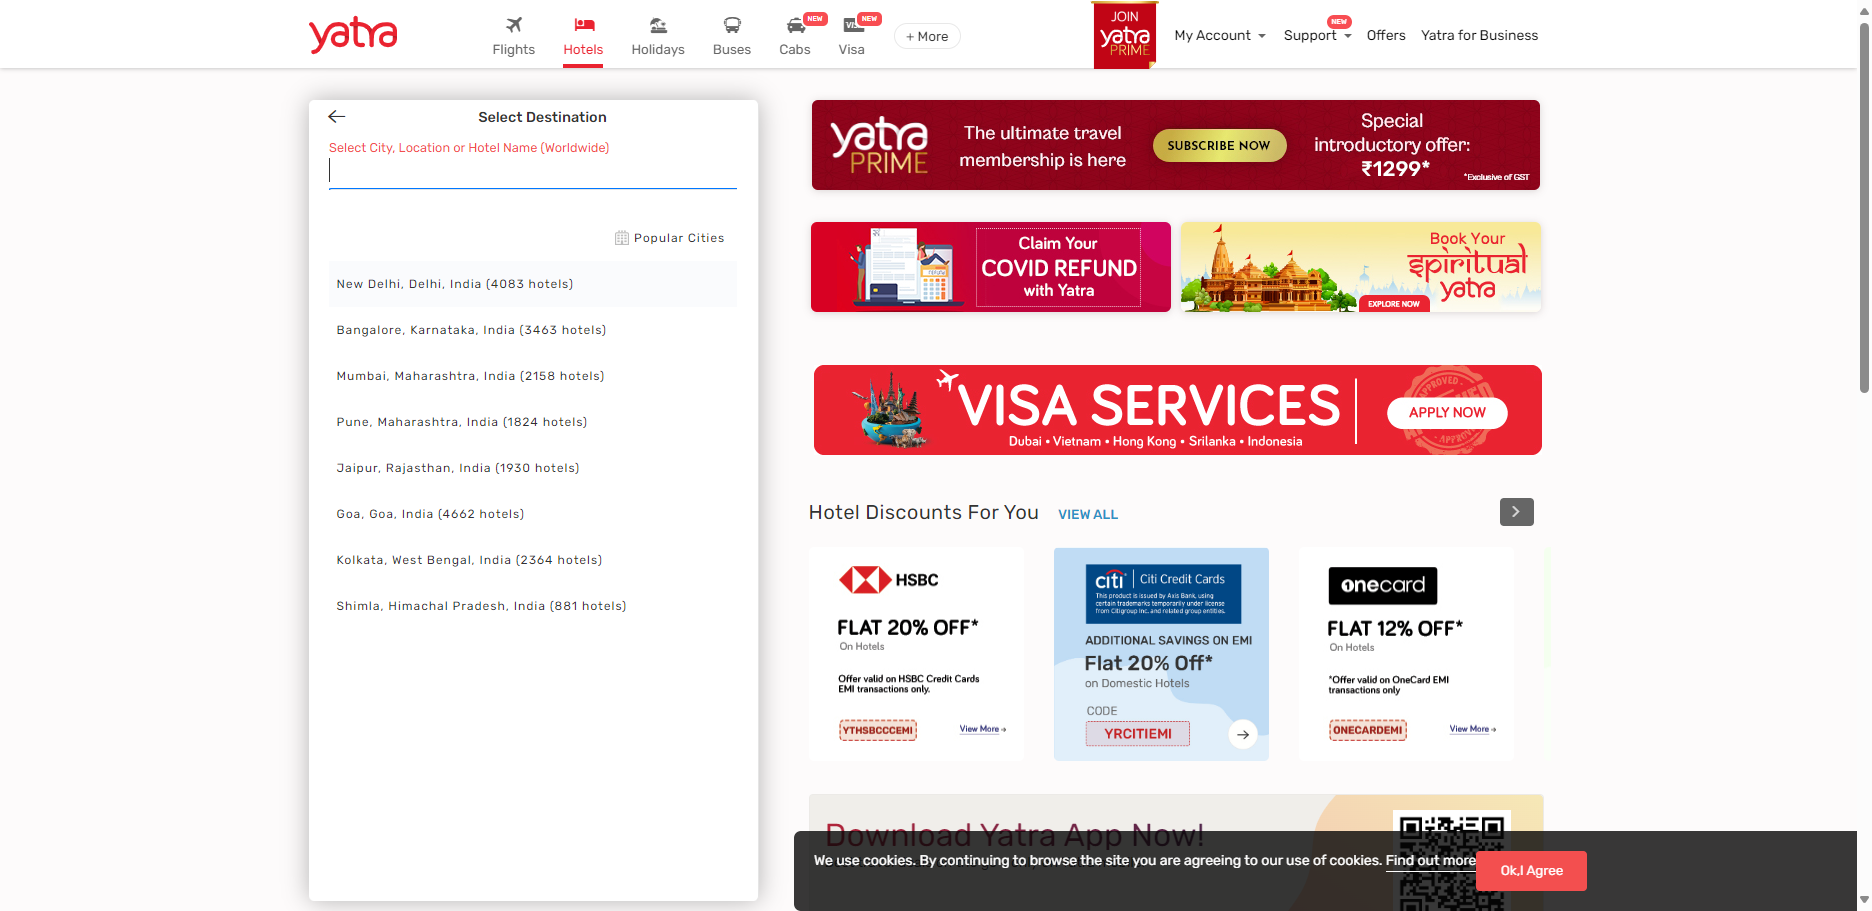 yatra
Flights
Hotels
Holidays
Buses
NEW
Cabs
NEW
Visa
+ More
JOIN
yatra
PRIME
My Account
NEW
Support
Offers
Yatra for Business
Select Destination
Select City, Location or Hotel Name (Worldwide)
Popular Cities
New Delhi, Delhi, India (4083 hotels)
Bangalore, Karnataka, India (3463 hotels)
Mumbai, Maharashtra, India (2158 hotels)
Pune, Maharashtra, India (1824 hotels)
Jaipur, Rajasthan, India (1930 hotels)
Goa, Goa, India (4662 hotels)
Kolkata, West Bengal, India (2364 hotels)
Shimla, Himachal Pradesh, India (881 hotels)
yatra
PRIME
The ultimate travel
membership is here
SUBSCRIBE NOW
Special
introductory offer:
₹1299*
*Exclusive of GST
Claim Your
COVID REFUND
with Yatra
REFUND
Book Your
spiritual
yatra
EXPLORE NOW
VISA SERVICES
Dubai • Vietnam • Hong Kong • Srilanka • Indonesia
APPROVED
APPLY NOW
Hotel Discounts For You
VIEW ALL
HSBC
FLAT 20% OFF*
On Hotels
Offer valid on HSBC Credit Cards
EMI transactions only.
YTHSBCCCEMI
View More
citi
Citi Credit Cards
This product is issued by Axis Bank, using
certain trademarks temporarily under license
from Citigroup Inc. and related group entities.
ADDITIONAL SAVINGS ON EMI
Flat 20% Off*
on Domestic Hotels
CODE
YRCITIEMI
onecard
FLAT 12% OFF*
On Hotels
*Offer valid on OneCard EMI
transactions only
ONECARDEMI
View More
Download Yatra App Now!
We use cookies. By continuing to browse the site you are agreeing to our use of cookies. Find out more
Ok,I Agree